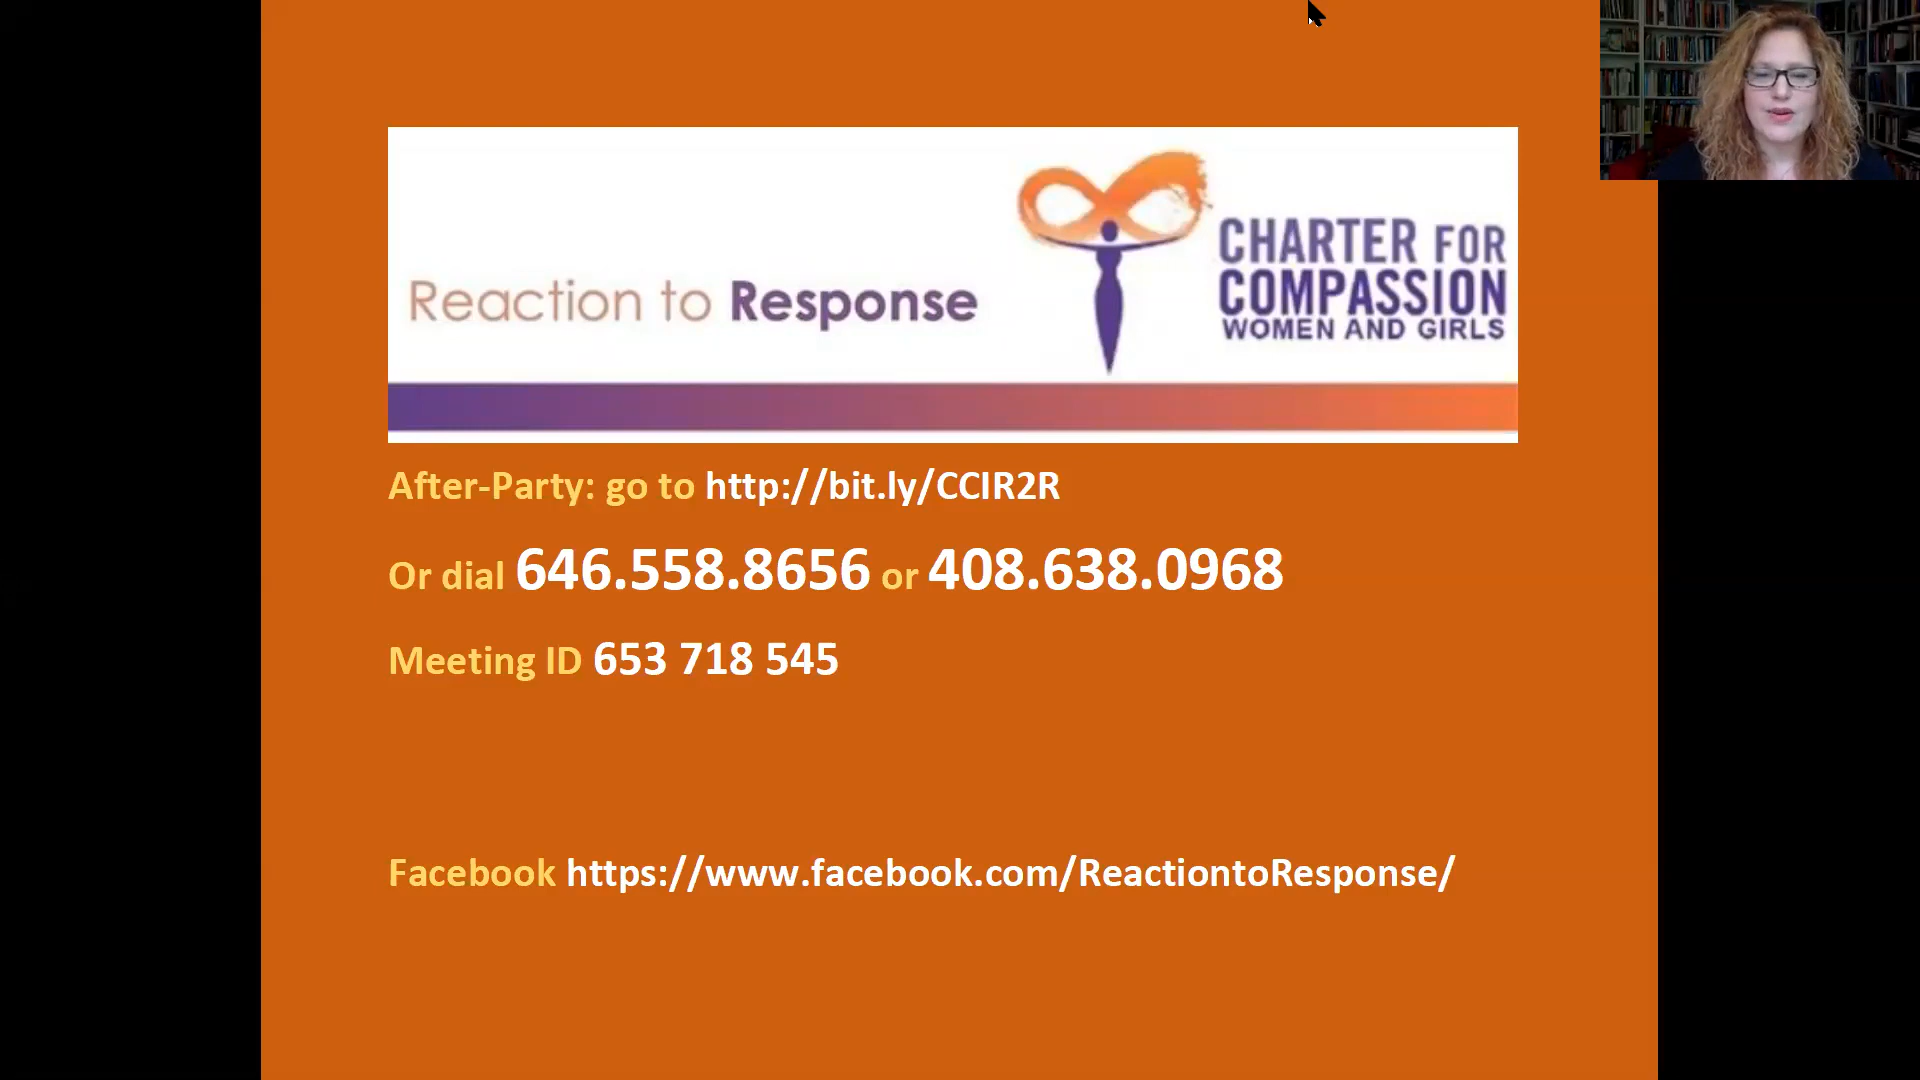 Reaction to Response
CHARTER FOR
COMPASSION
WOMEN AND GIRLS
After-Party: go to http://bit.ly/CCIR2R
Or dial 646.558.8656 or 408.638.0968
Meeting ID 653 718 545
Facebook https://www.facebook.com/ReactiontoResponse/